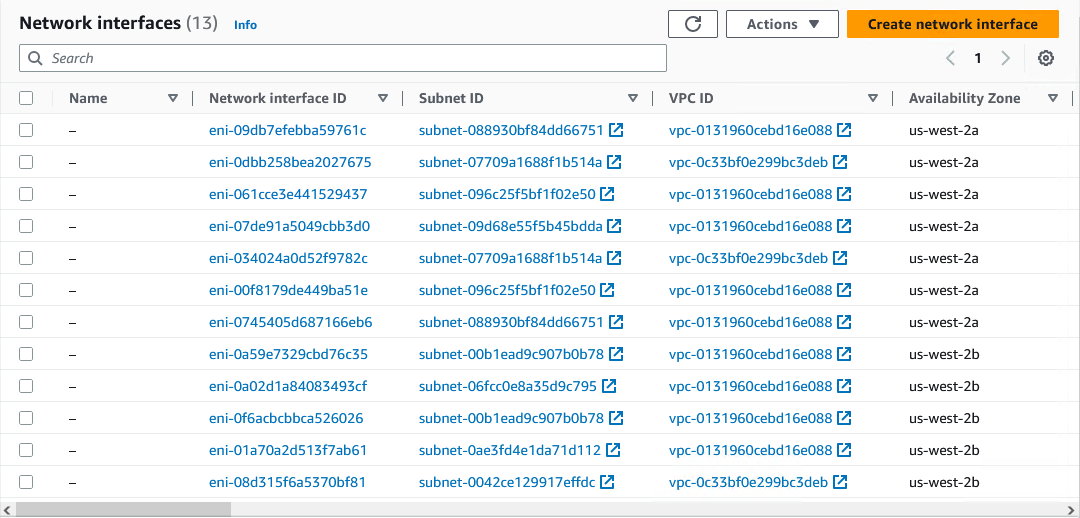 Network interfaces (13) Info Actions Create network interface
Search 1
Name Network interface ID Subnet ID VPC ID Availability Zone
– eni-09db7efebba59761c subnet-088930bf84dd66751 vpc-0131960cebd16e088 us-west-2a
– eni-0dbb258bea2027675 subnet-07709a1688f1b514a vpc-0c33bf0e299bc3deb us-west-2a
– eni-061cce3e441529437 subnet-096c25f5bf1f02e50 vpc-0131960cebd16e088 us-west-2a
– eni-07de91a5049cbb3d0 subnet-09d68e55f5b45bdda vpc-0131960cebd16e088 us-west-2a
– eni-034024a0d52f9782c subnet-07709a1688f1b514a vpc-0c33bf0e299bc3deb us-west-2a
– eni-00f8179de449ba51e subnet-096c25f5bf1f02e50 vpc-0131960cebd16e088 us-west-2a
– eni-0745405d687166eb6 subnet-088930bf84dd66751 vpc-0131960cebd16e088 us-west-2a
– eni-0a59e7329cbd76c35 subnet-00b1ead9c907b0b78 vpc-0131960cebd16e088 us-west-2b
– eni-0a02d1a84083493cf subnet-06fcc0e8a35d9c795 vpc-0131960cebd16e088 us-west-2b
– eni-0f6acbcbbca526026 subnet-00b1ead9c907b0b78 vpc-0131960cebd16e088 us-west-2b
– eni-01a70a2d513f7ab61 subnet-0ae3fd4e1da71d112 vpc-0131960cebd16e088 us-west-2b
– eni-08d315f6a5370bf81 subnet-0042ce129917effdc vpc-0c33bf0e299bc3deb us-west-2b